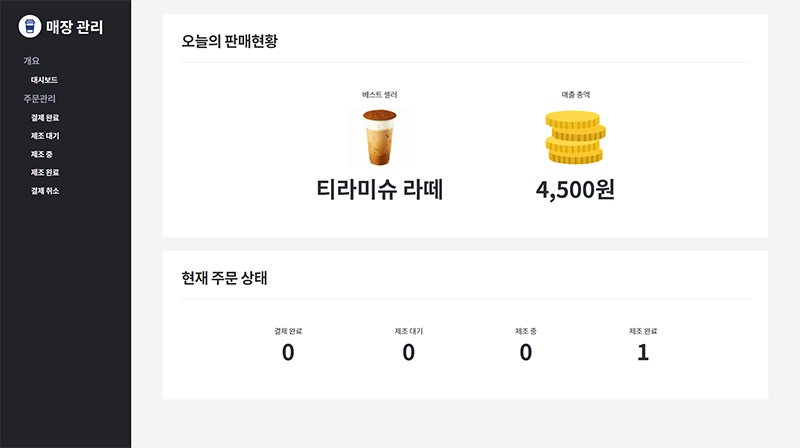 매장 관리
개요
대시보드
주문관리
결제 완료
제조 대기
제조 중
제조 완료
결제 취소
오늘의 판매현황
베스트 셀러
티라미슈 라떼
매출 총액
4,500원
현재 주문 상태
결제 완료
0
제조 대기
0
제조 중
0
제조 완료
1